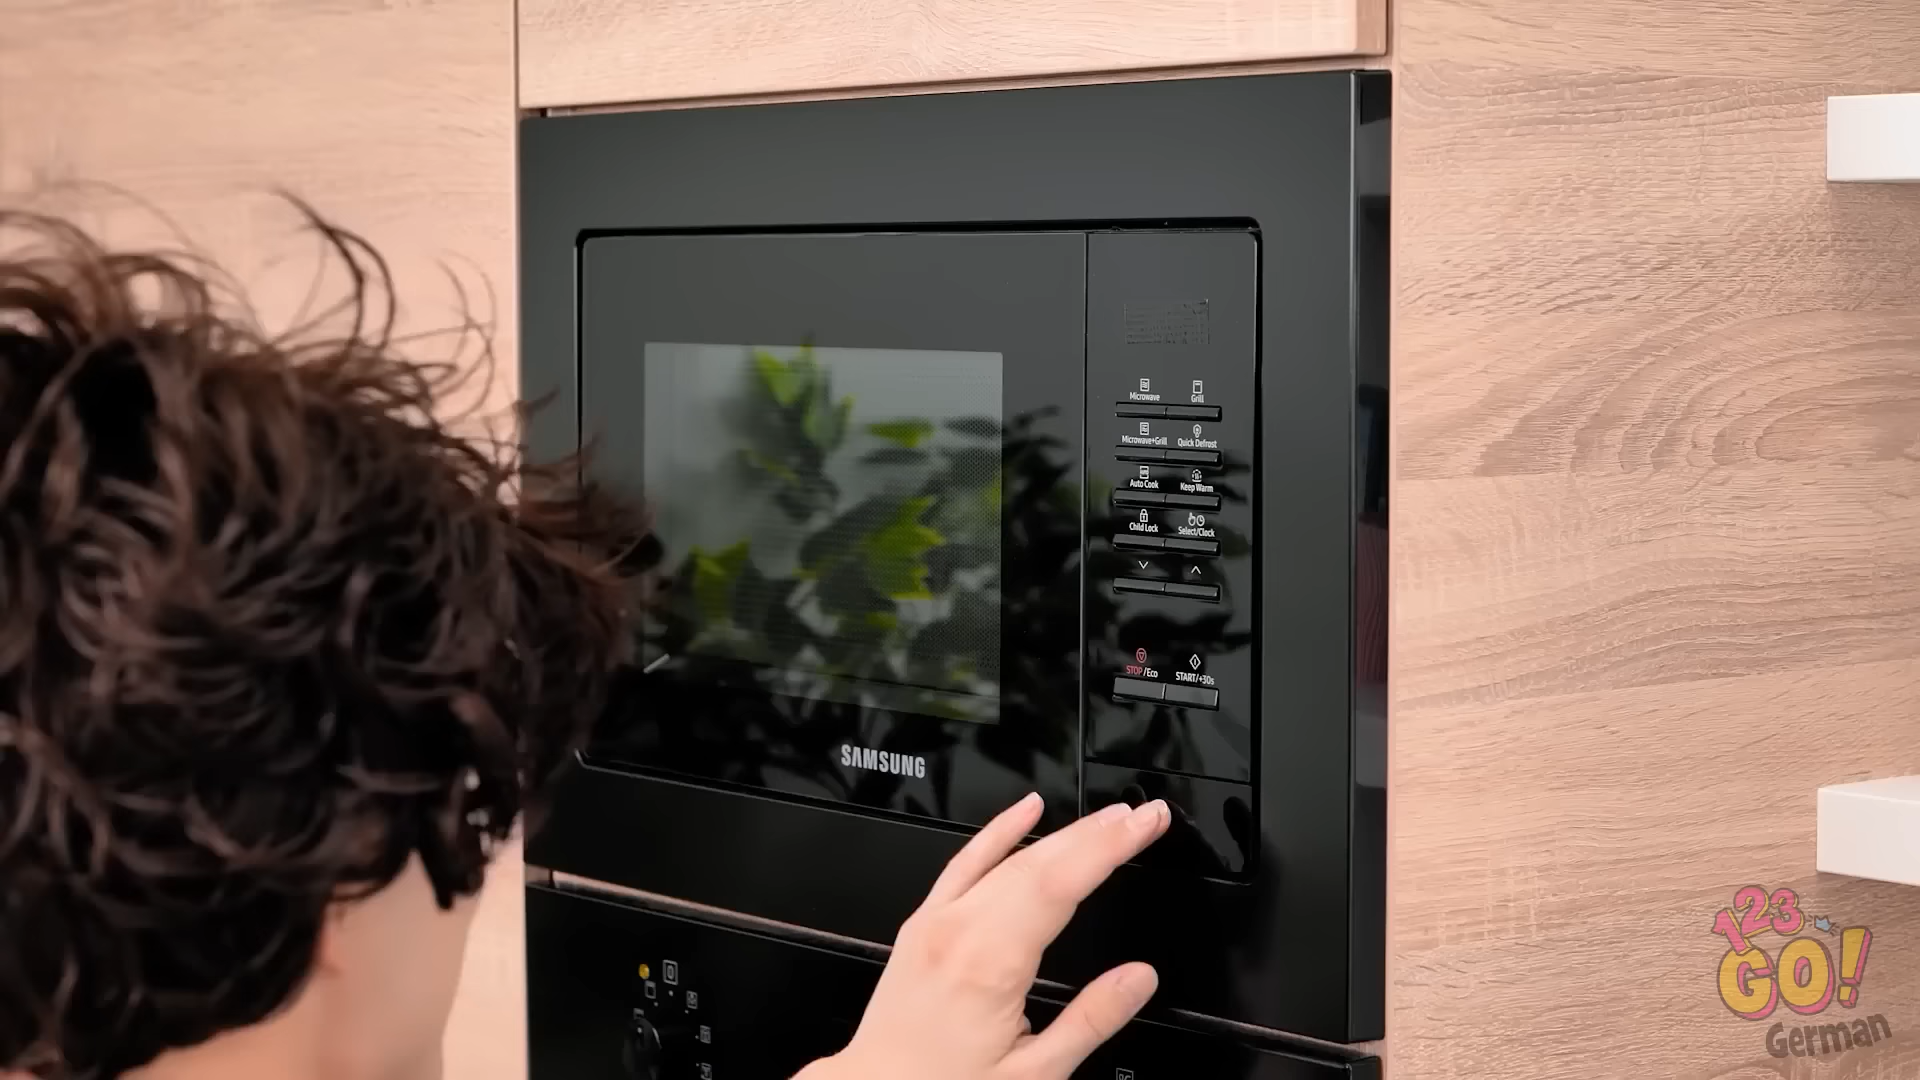 Microwave Grill
Microwave+Grill Quick Defrost
Auto Cook Keep Warm
Child Lock Select/Clock
STOP/Eco START/+30s
SAMSUNG
123
GO!
German